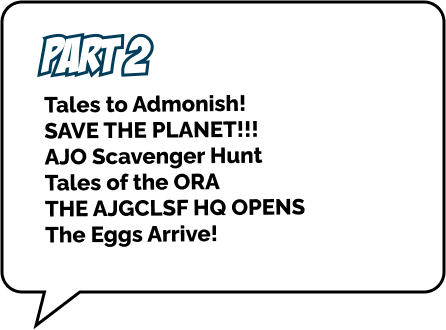 PART 2
Tales to Admonish!
SAVE THE PLANET!!!
AJO Scavenger Hunt
Tales of the ORA
THE AJGCLSF HQ OPENS
The Eggs Arrive!